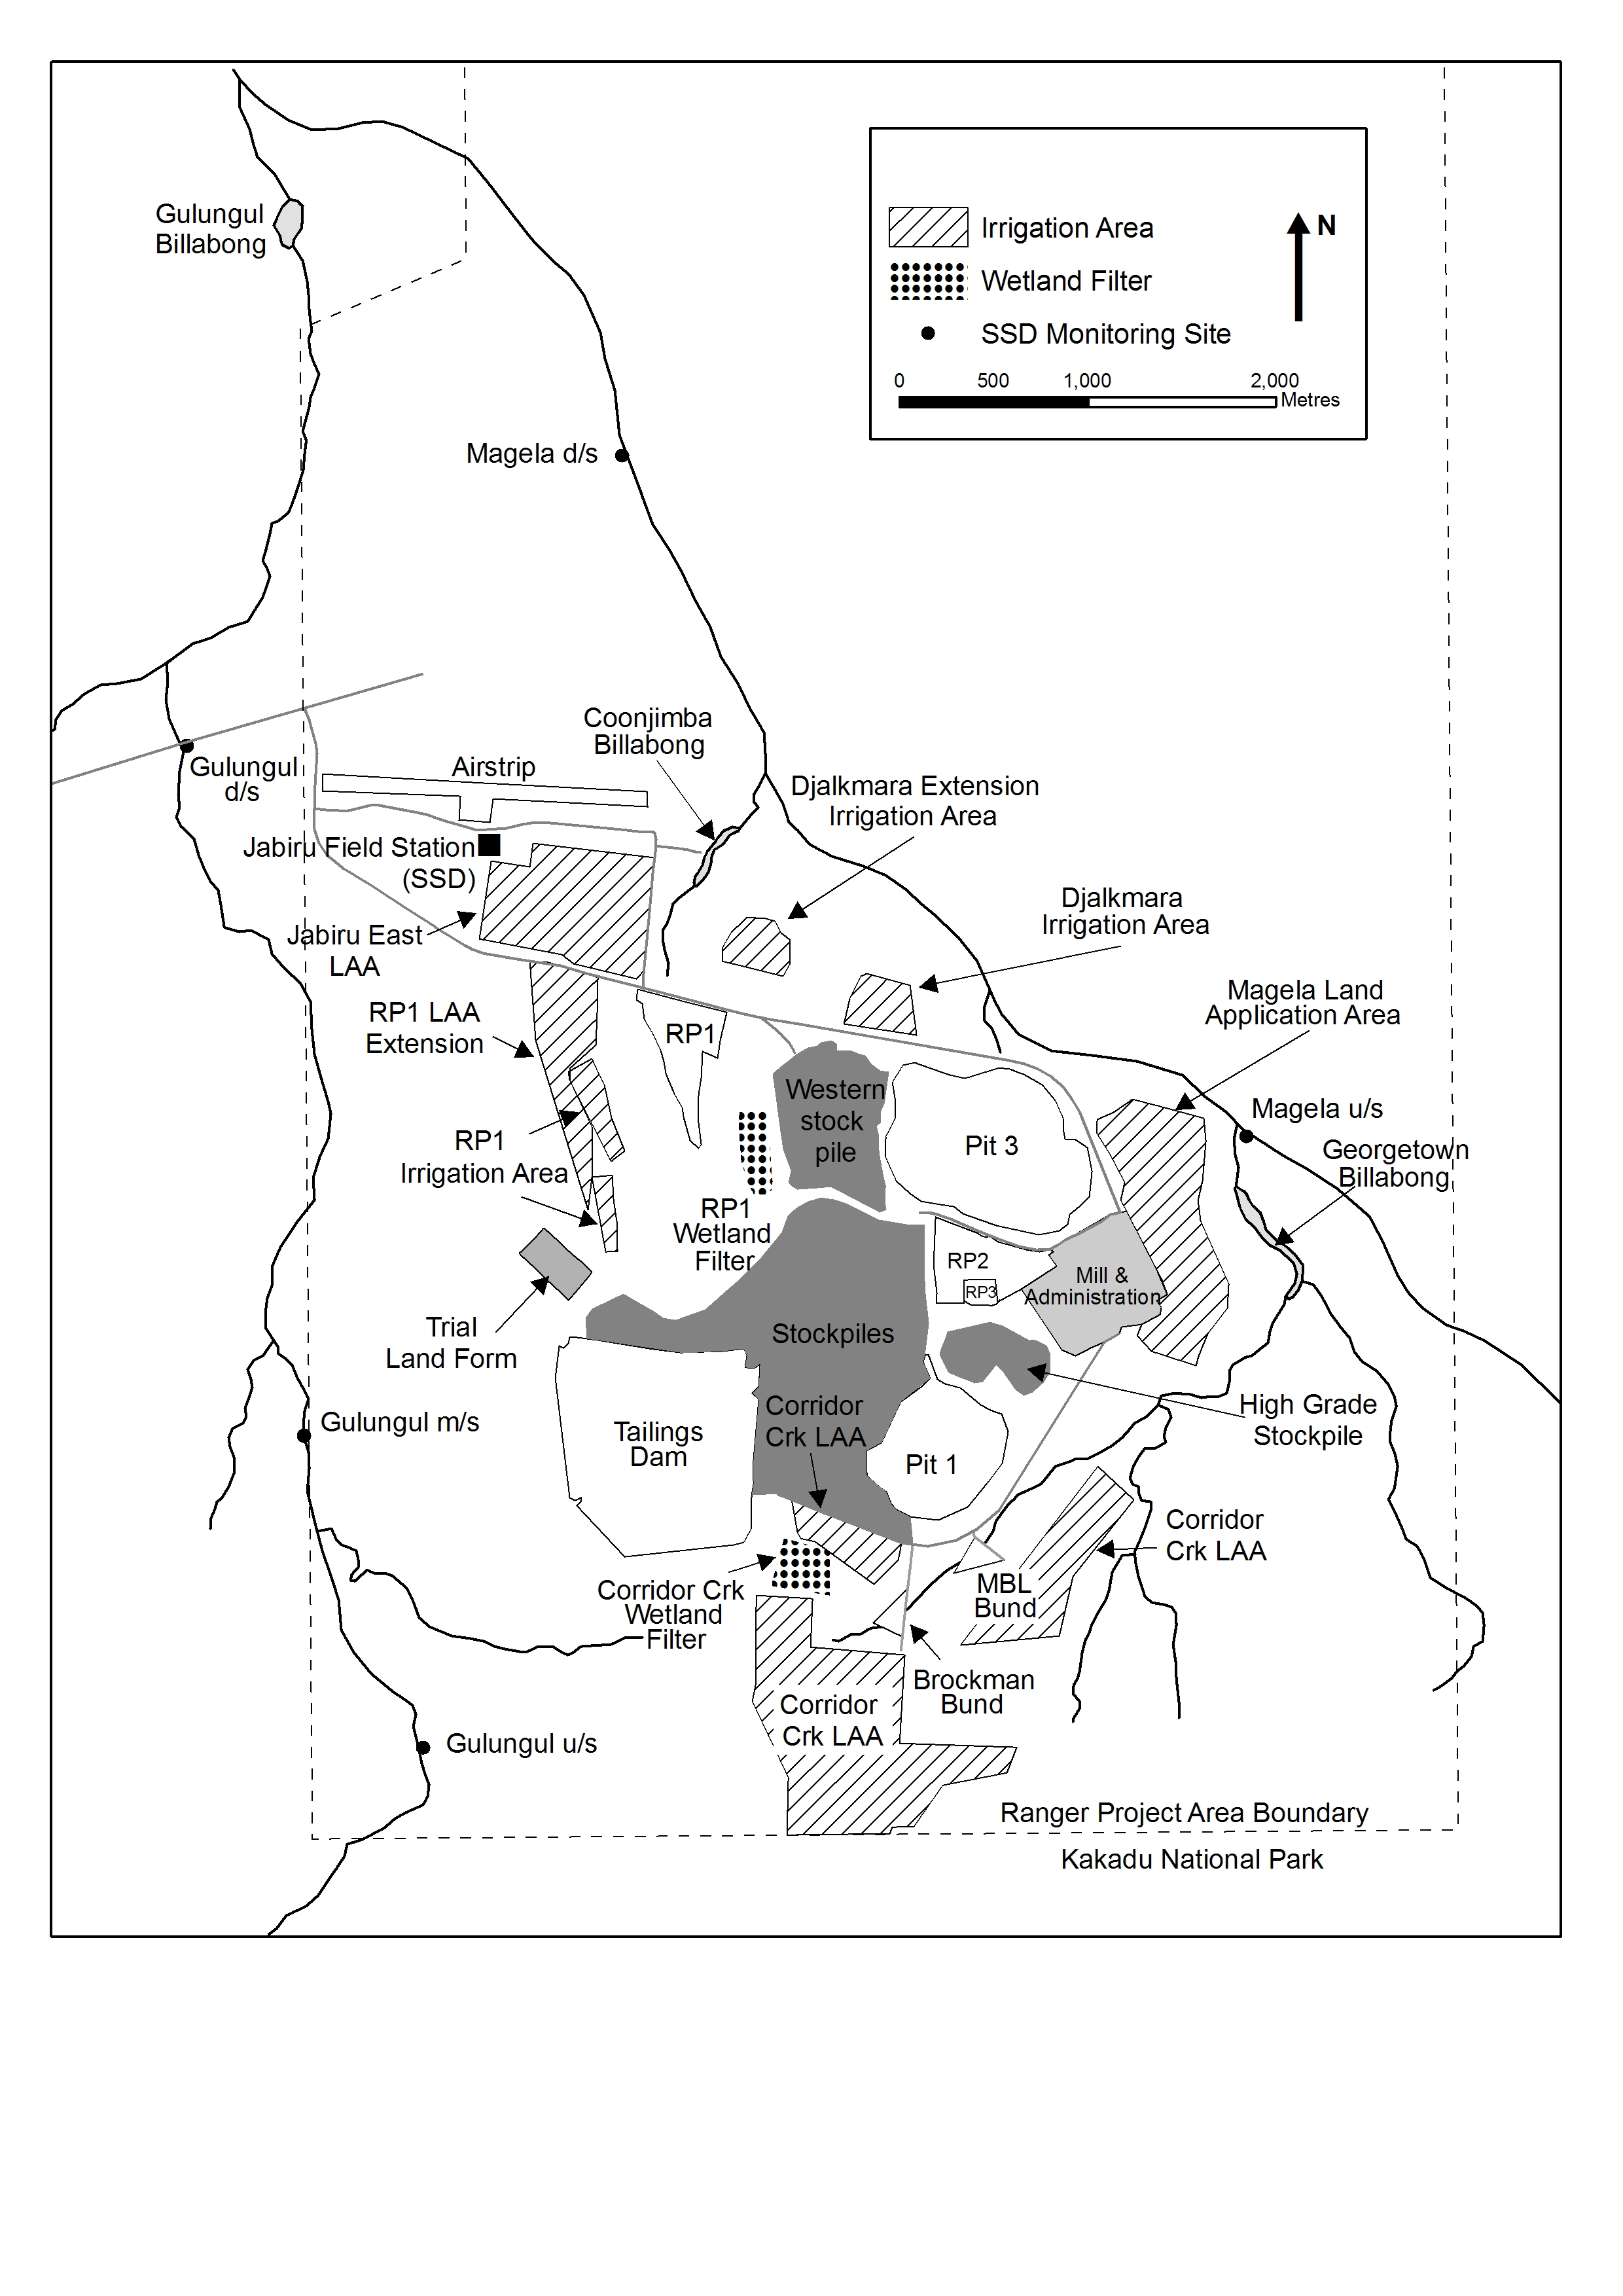 Gulungul
Billabong
Irrigation Area
N
Wetland Filter
SSD Monitoring Site
0 500 1,000 2,000
Metres
Magela d/s
Coonjimba
Billabong
Gulungul
d/s
Airstrip
Djalkmara Extension
Irrigation Area
Jabiru Field Station
(SSD)
Djalkmara
Irrigation Area
Jabiru East
LAA
Magela Land
Application Area
RP1 LAA
Extension
RP1
Western
stock
pile
Pit 3
Magela u/s
Georgetown
Billabong
RP1
Irrigation Area
RP1
Wetland
Filter
RP2
RP3
Mill &
Administration
Trial
Land Form
Stockpiles
High Grade
Stockpile
Gulungul m/s
Tailings
Dam
Corridor
Crk LAA
Pit 1
Corridor
Crk LAA
Corridor Crk
Wetland
Filter
MBL
Bund
Brockman
Bund
Corridor
Crk LAA
Gulungul u/s
Ranger Project Area Boundary
Kakadu National Park